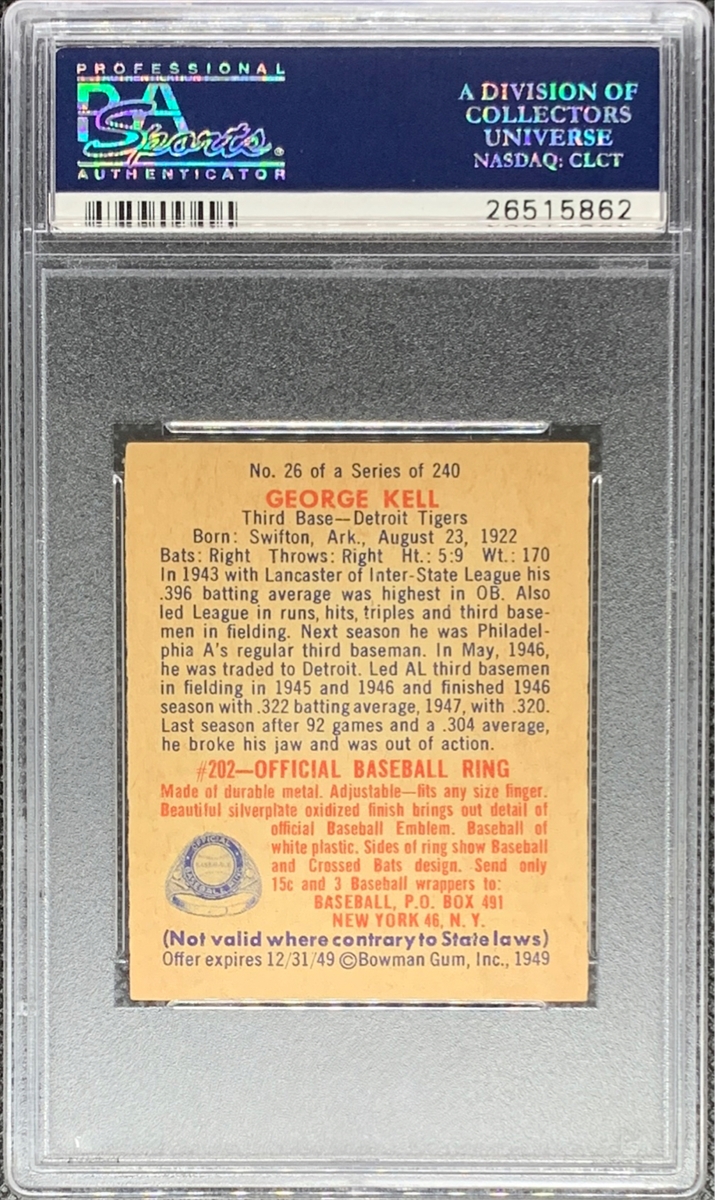 PROFESSIONAL
PSA
Sports®
AUTHENTICATOR
A DIVISION OF
COLLECTORS
UNIVERSE
NASDAQ: CLCT
26515862
No. 26 of a Series of 240
GEORGE KELL
Third Base—Detroit Tigers
Born: Swifton, Ark., August 23, 1922
Bats: Right Throws: Right Ht.: 5:9 Wt.: 170
In 1943 with Lancaster of Inter-State League his
.396 batting average was highest in OB. Also
led League in runs, hits, triples and third base-
men in fielding. Next season he was Philadel-
phia A's regular third baseman. In May, 1946,
he was traded to Detroit. Led AL third basemen
in fielding in 1945 and 1946 and finished 1946
season with .322 batting average, 1947, with .320.
Last season after 92 games and a .304 average,
he broke his jaw and was out of action.
#202—OFFICIAL BASEBALL RING
Made of durable metal. Adjustable—fits any size finger.
Beautiful silverplate oxidized finish brings out detail of
official Baseball Emblem. Baseball of
white plastic. Sides of ring show Baseball
and Crossed Bats design. Send only
15c and 3 Baseball wrappers to:
BASEBALL, P.O. BOX 491
NEW YORK 46, N. Y.
OFFICIAL
BASEBALL RING
(Not valid where contrary to State laws)
Offer expires 12/31/49 ©Bowman Gum, Inc., 1949